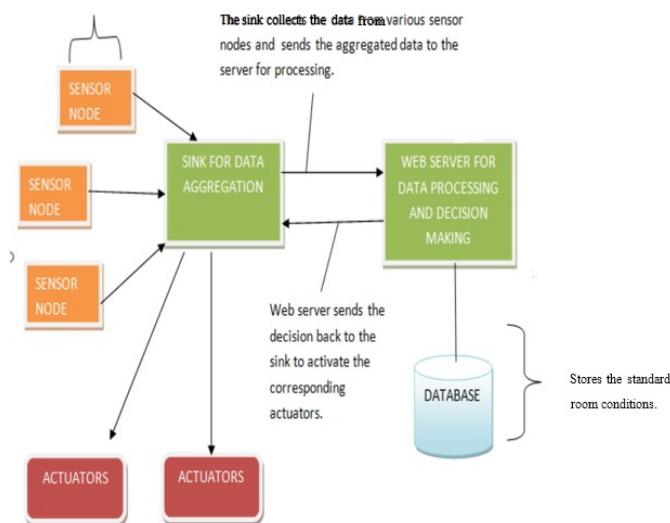 The sink collects the data from various sensor
nodes and sends the aggregated data to the
server for processing.
SENSOR
NODE
SENSOR
NODE
SENSOR
NODE
SINK FOR DATA
AGGREGATION
WEB SERVER FOR
DATA PROCESSING
AND DECISION
MAKING
Web server sends the
decision back to the
sink to activate the
corresponding
actuators.
DATABASE
Stores the standard
room conditions.
ACTUATORS
ACTUATORS